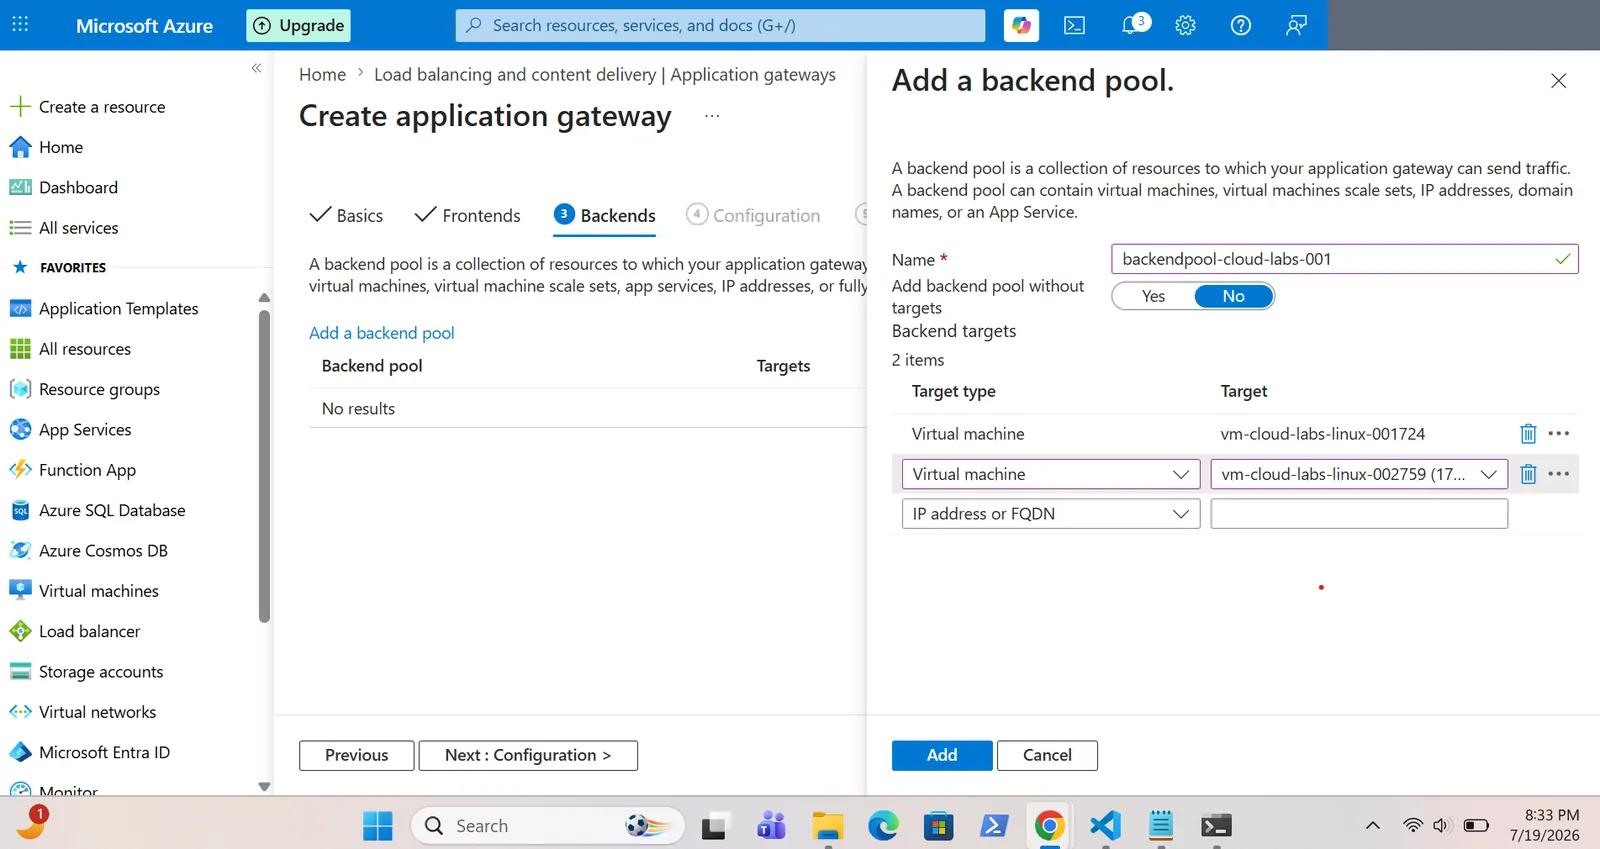 Microsoft Azure
Upgrade
Search resources, services, and docs (G+/)
3
Create a resource
Home
Dashboard
All services
FAVORITES
Application Templates
All resources
Resource groups
App Services
Function App
Azure SQL Database
Azure Cosmos DB
Virtual machines
Load balancer
Storage accounts
Virtual networks
Microsoft Entra ID
Monitor
Home > Load balancing and content delivery | Application gateways
Create application gateway ...
Basics
Frontends
3 Backends
4 Configuration
5
A backend pool is a collection of resources to which your application gateway
virtual machines, virtual machine scale sets, app services, IP addresses, or fully
Add a backend pool
Backend pool Targets
No results
Previous
Next : Configuration >
Add a backend pool.
A backend pool is a collection of resources to which your application gateway can send traffic.
A backend pool can contain virtual machines, virtual machines scale sets, IP addresses, domain
names, or an App Service.
Name * backendpool-cloud-labs-001
Add backend pool without
targets
Yes No
Backend targets
2 items
Target type Target
Virtual machine vm-cloud-labs-linux-001724
Virtual machine vm-cloud-labs-linux-002759 (17...
IP address or FQDN
Add
Cancel
1
Search
8:33 PM
7/19/2026